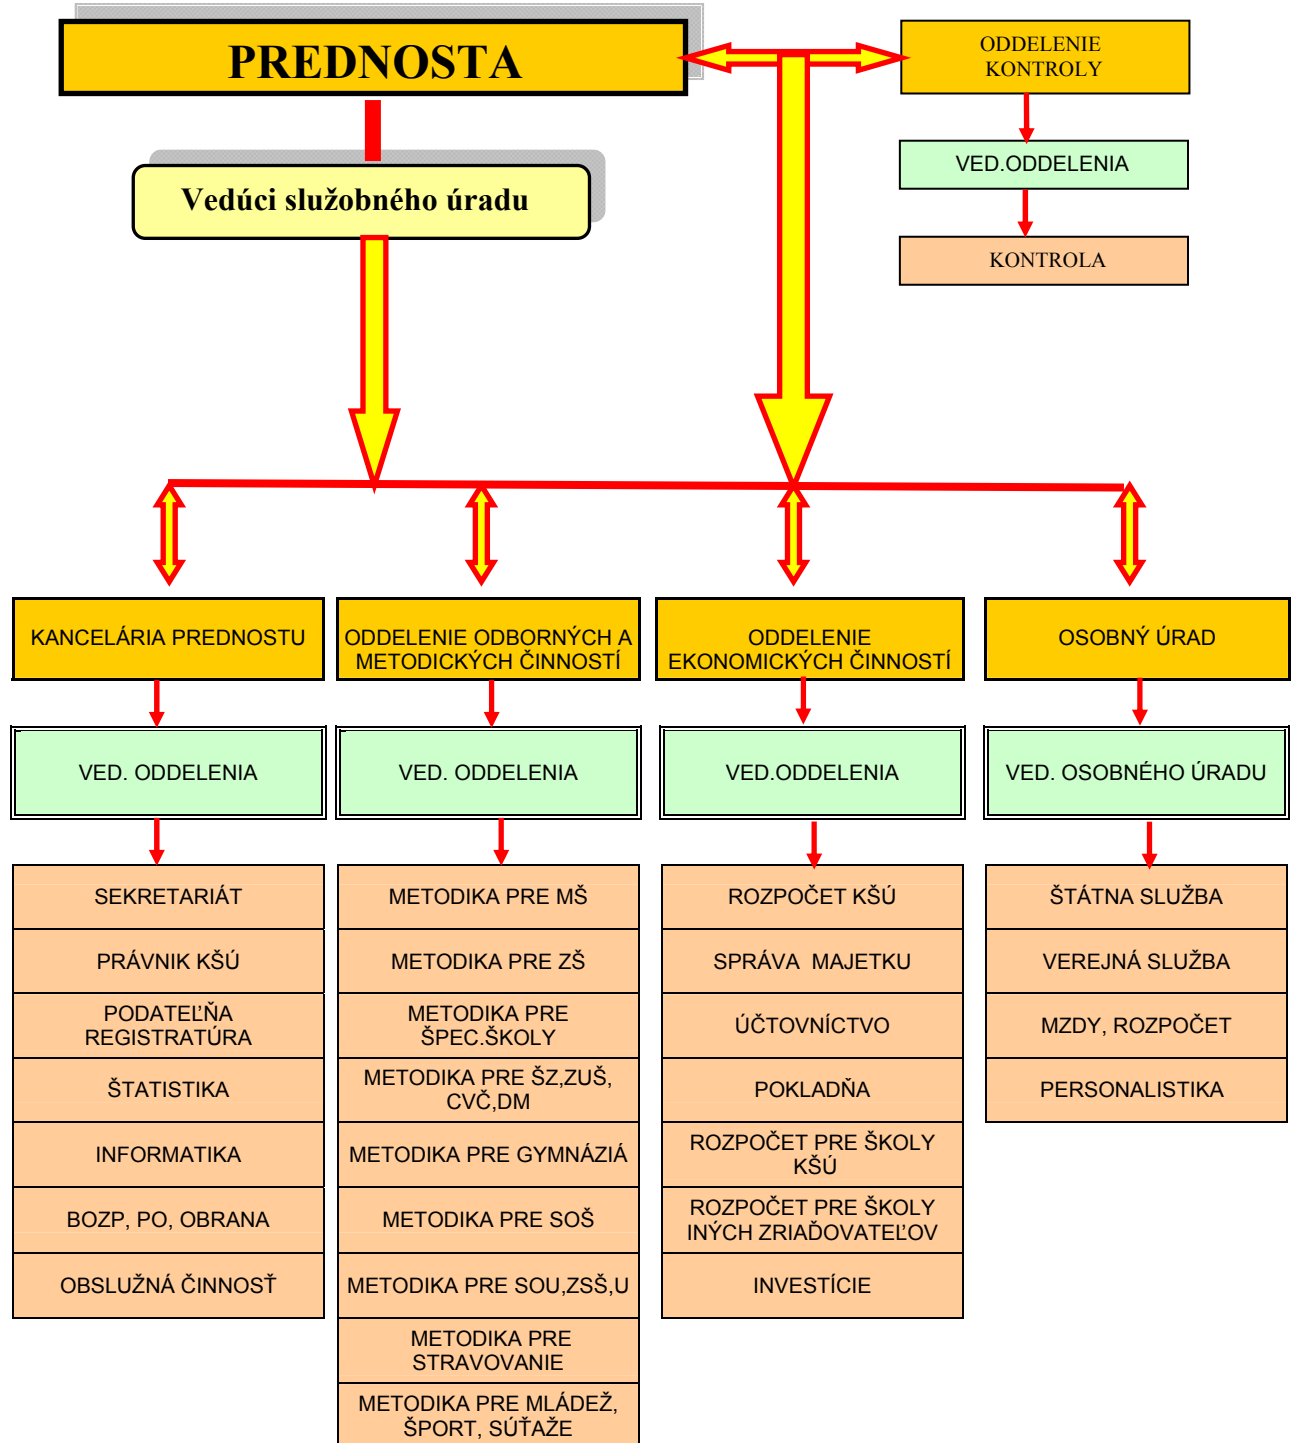 PREDNOSTA
ODDELENIE
KONTROLY
VED.ODDELENIA
KONTROLA
Vedúci služobného úradu
KANCELÁRIA PREDNOSTU
VED. ODDELENIA
SEKRETARIÁT
PRÁVNIK KŠÚ
PODATEĽŇA
REGISTRATÚRA
ŠTATISTIKA
INFORMATIKA
BOZP, PO, OBRANA
OBSLUŽNÁ ČINNOSŤ
ODDELENIE ODBORNÝCH A
METODICKÝCH ČINNOSTÍ
VED. ODDELENIA
METODIKA PRE MŠ
METODIKA PRE ZŠ
METODIKA PRE
ŠPEC.ŠKOLY
METODIKA PRE ŠZ,ZUŠ,
CVČ,DM
METODIKA PRE GYMNÁZIÁ
METODIKA PRE SOŠ
METODIKA PRE SOU,ZSŠ,U
METODIKA PRE
STRAVOVANIE
METODIKA PRE MLÁDEŽ,
ŠPORT, SÚŤAŽE
ODDELENIE
EKONOMICKÝCH ČINNOSTÍ
VED.ODDELENIA
ROZPOČET KŠÚ
SPRÁVA  MAJETKU
ÚČTOVNÍCTVO
POKLADŇA
ROZPOČET PRE ŠKOLY
KŠÚ
ROZPOČET PRE ŠKOLY
INÝCH ZRIAĎOVATEĽOV
INVESTÍCIE
OSOBNÝ ÚRAD
VED. OSOBNÉHO ÚRADU
ŠTÁTNA SLUŽBA
VEREJNÁ SLUŽBA
MZDY, ROZPOČET
PERSONALISTIKA